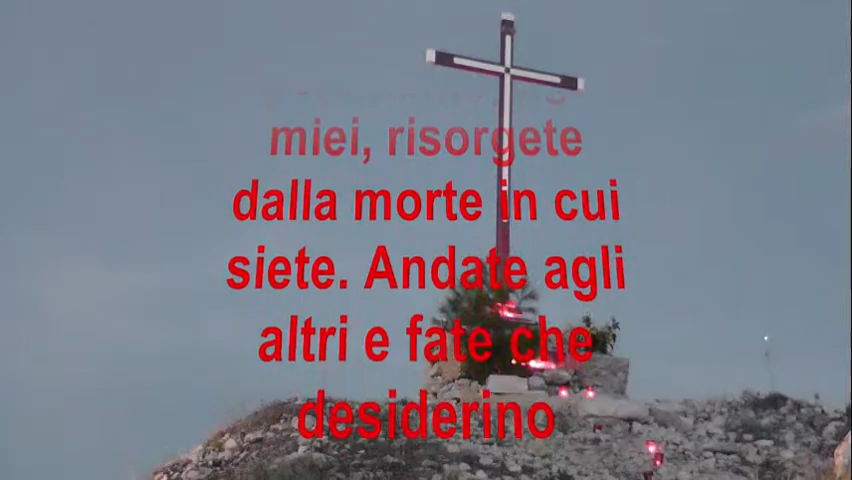 miei, risorgete
dalla morte in cui
siete. Andate agli
altri e fate che
desiderino